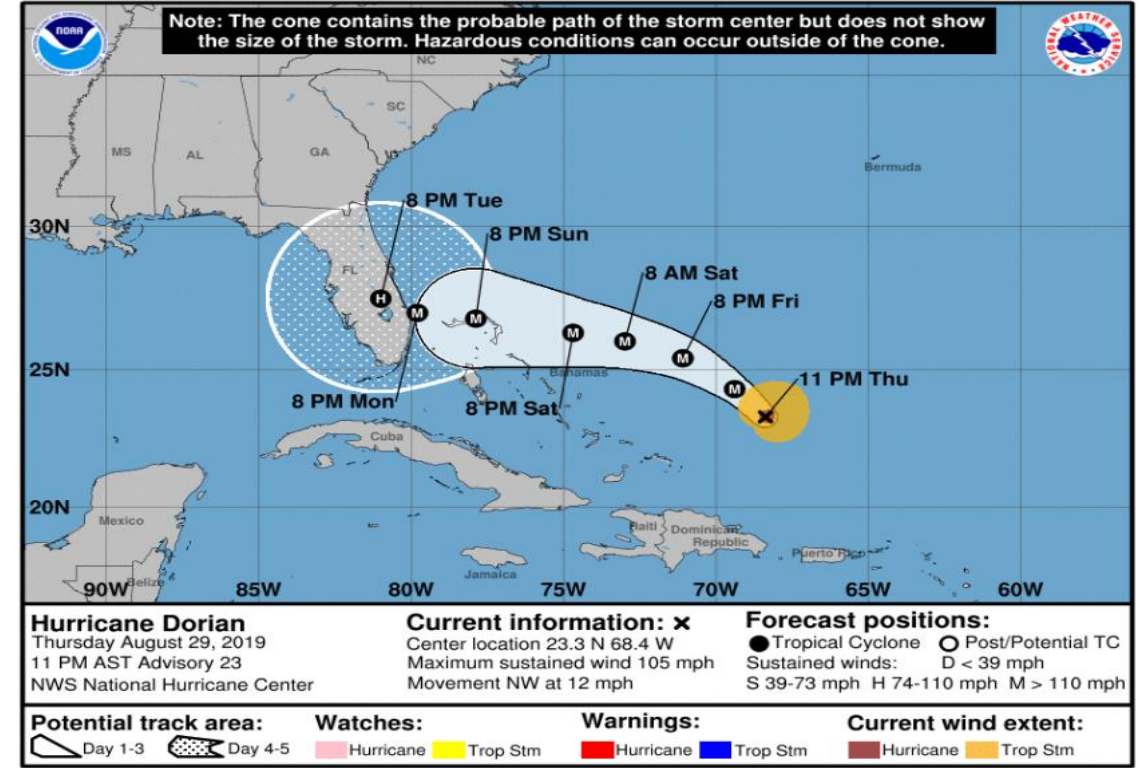 Note: The cone contains the probable path of the storm center but does not show
the size of the storm. Hazardous conditions can occur outside of the cone.
NOAA
NATIONAL WEATHER SERVICE
NC
SC
MS
AL
GA
Bermuda
8 PM Tue
30N
8 PM Sun
FL
8 AM Sat
H
8 PM Fri
M
M
M
M
M
25N
Bahamas
11 PM Thu
M
8 PM Mon
8 PM Sat
Cuba
20N
Mexico
Haiti
Dominican
Republic
Puerto Rico
Jamaica
Belize
90W
85W
80W
75W
70W
65W
60W
Hurricane Dorian
Thursday August 29, 2019
11 PM AST Advisory 23
NWS National Hurricane Center
Current information: x
Center location 23.3 N 68.4 W
Maximum sustained wind 105 mph
Movement NW at 12 mph
Forecast positions:
Tropical Cyclone Post/Potential TC
Sustained winds: D < 39 mph
S 39-73 mph H 74-110 mph M > 110 mph
Potential track area:
Day 1-3 Day 4-5
Watches:
Hurricane Trop Stm
Warnings:
Hurricane Trop Stm
Current wind extent:
Hurricane Trop Stm